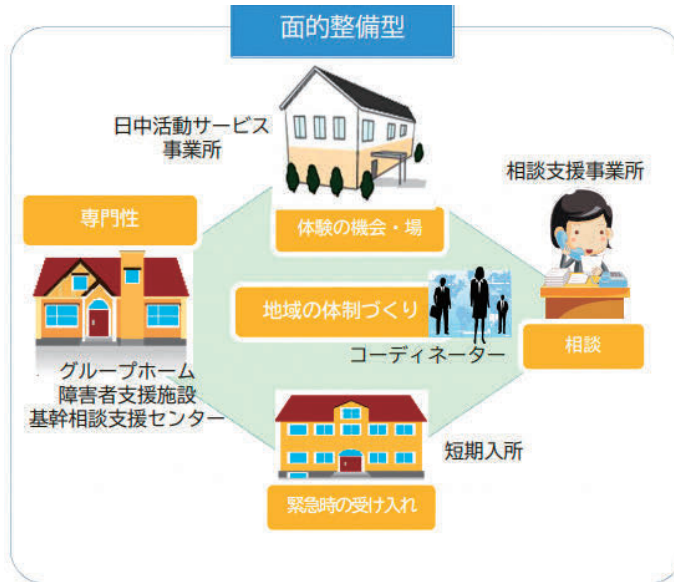 面的整備型
日中活動サービス
事業所
相談支援事業所
専門性
体験の機会・場
地域の体制づくり
コーディネーター
相談
グループホーム
障害者支援施設
基幹相談支援センター
短期入所
緊急時の受け入れ